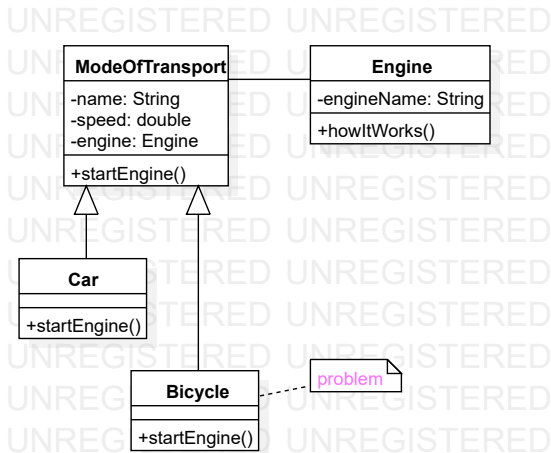 UNREGISTERED UNREGISTERED
ModeOfTransport
-name: String
-speed: double
-engine: Engine
+startEngine()
Engine
-engineName: String
+howItWorks()
Car
+startEngine()
Bicycle
+startEngine()
problem